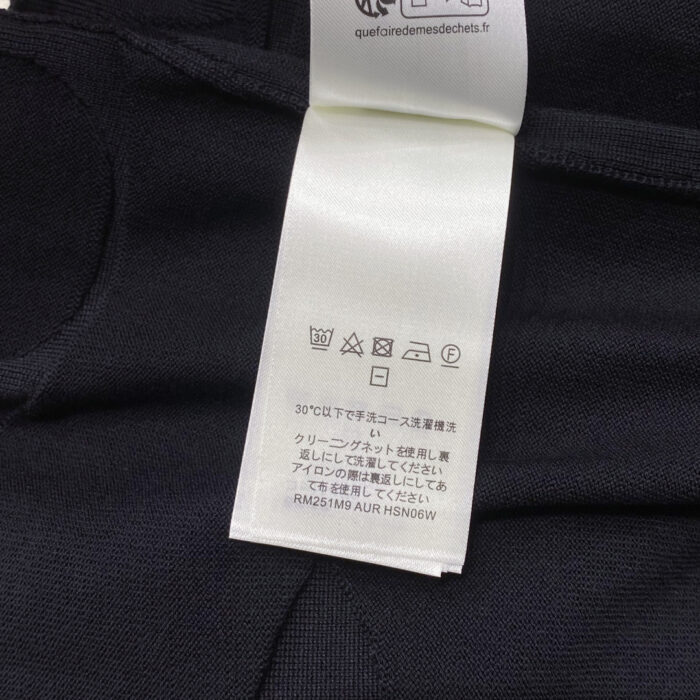 quefairedemesdechets.fr
30
F
30℃以下で手洗コース洗濯機洗
い
クリーニングネットを使用し裏
返しにして洗濯してください
アイロンの際は裏返しにしてあ
て布を使用してください
RM251M9 AUR HSN06W